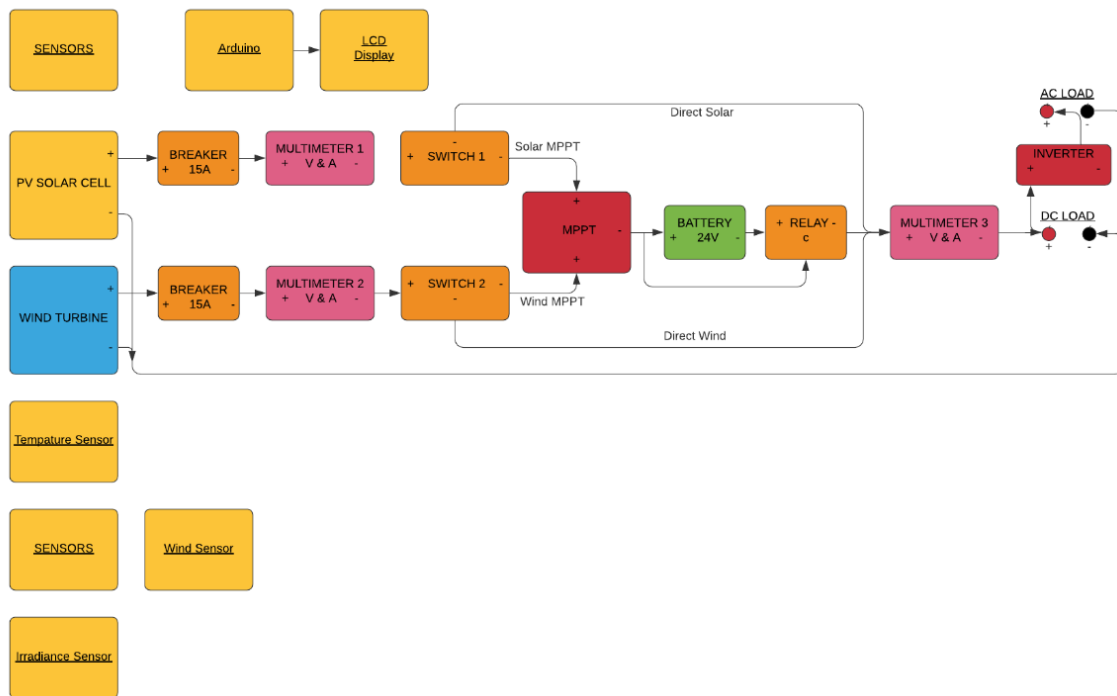 SENSORS
Arduino
LCD
Display
AC LOAD
+ -
Direct Solar
PV SOLAR CELL
+
-
BREAKER
+ 15A -
MULTIMETER 1
+ V & A -
-
+ SWITCH 1
Solar MPPT
INVERTER
+ -
+
MPPT -
+
BATTERY
+ 24V -
+ RELAY -
c
MULTIMETER 3
+ V & A -
DC LOAD
+ -
WIND TURBINE
+
-
BREAKER
+ 15A -
MULTIMETER 2
+ V & A -
+ SWITCH 2 -
-
Wind MPPT
Direct Wind
Tempature Sensor
SENSORS
Wind Sensor
Irradiance Sensor